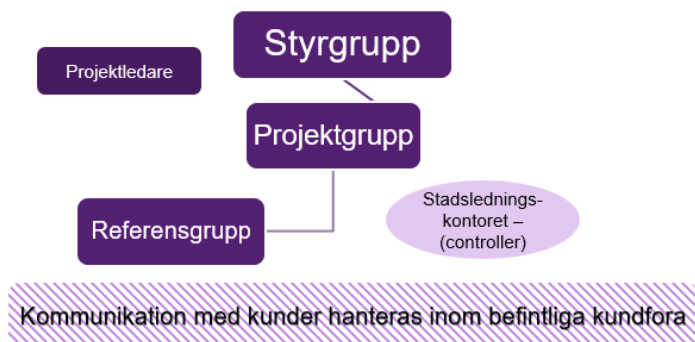 Styrgrupp
Projektledare
Projektgrupp
Referensgrupp
Stadslednings-
kontoret –
(controller)
Kommunikation med kunder hanteras inom befintliga kundfora